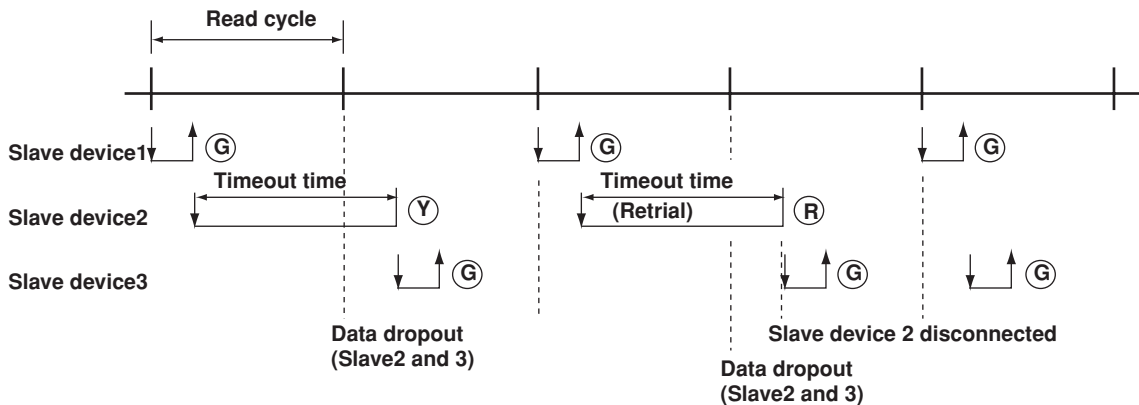 Read cycle
Slave device1
G
G
G
Timeout time
Timeout time
Slave device2
Y
(Retrial)
R
Slave device3
G
G
G
Data dropout
(Slave2 and 3)
Slave device 2 disconnected
Data dropout
(Slave2 and 3)